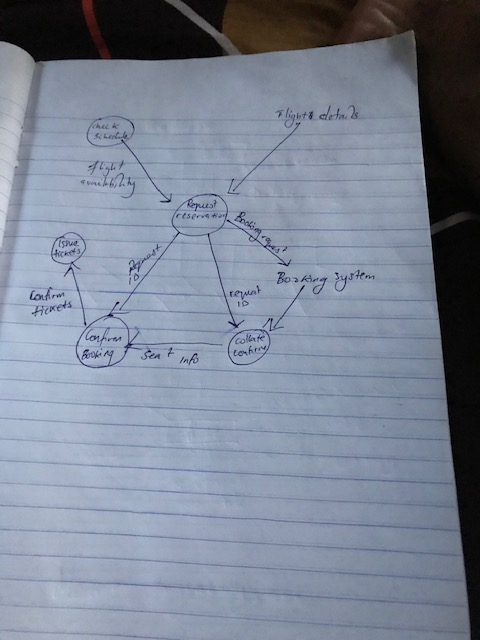 Flight details
check
schedule
flight
availability
Request
reservation
Booking request
Issue
tickets
Request
ID
Booking system
request
ID
Confirm
tickets
Confirm
Booking
Seat info
Collate
confirm